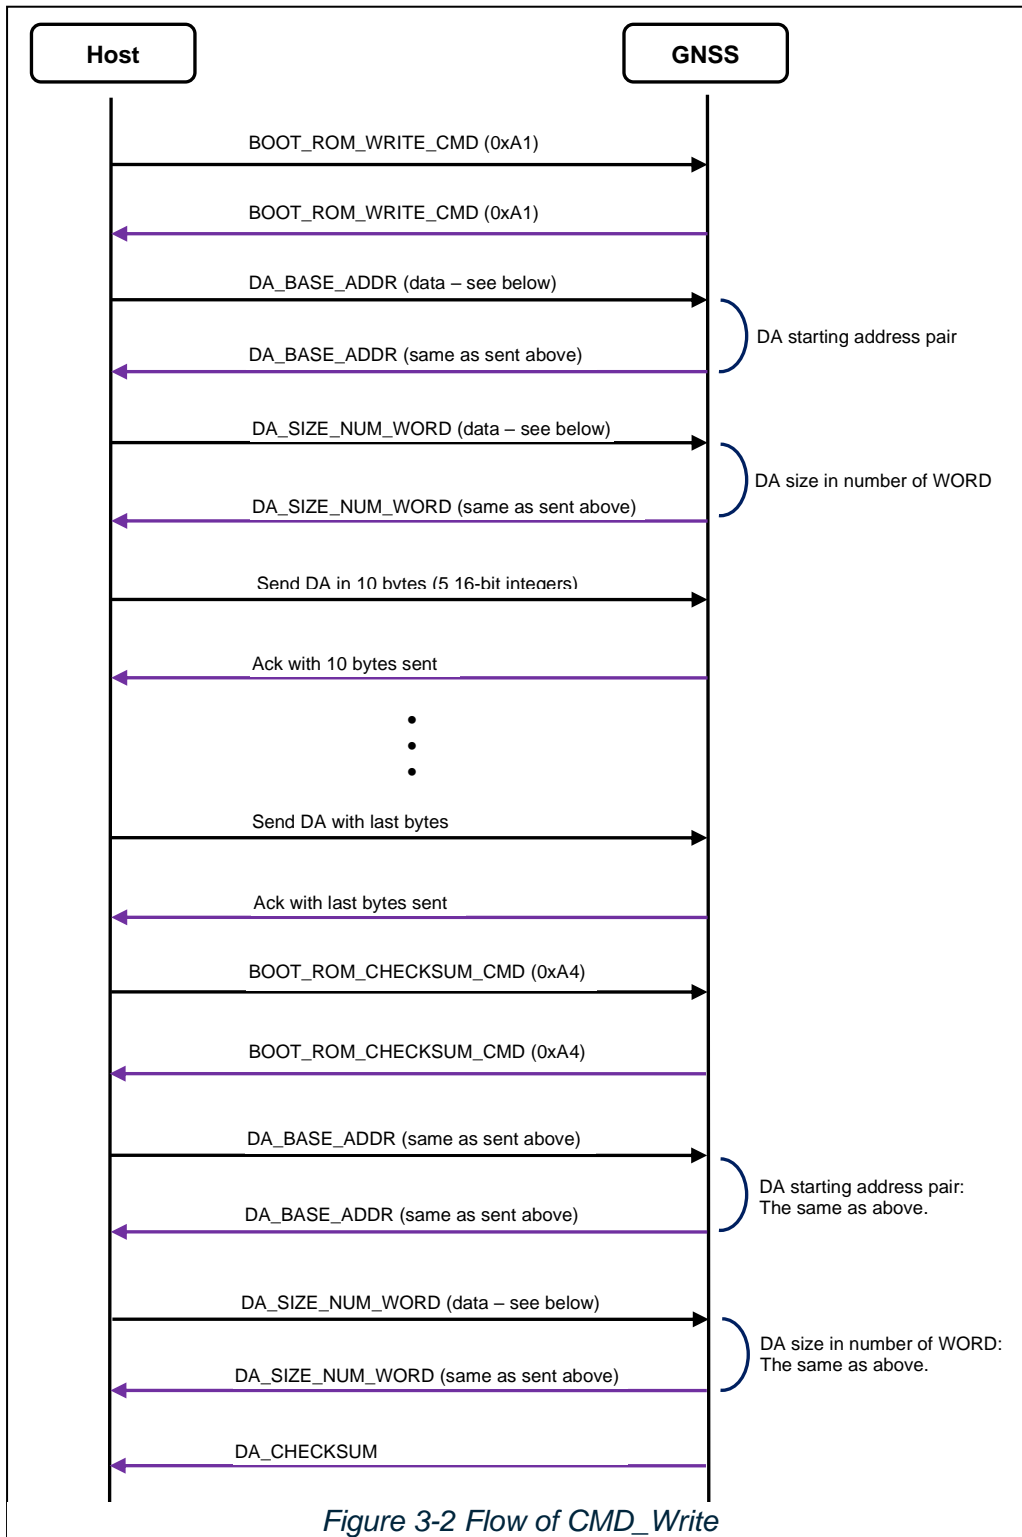 Host
GNSS
BOOT_ROM_WRITE_CMD (0xA1)
BOOT_ROM_WRITE_CMD (0xA1)
DA_BASE_ADDR (data – see below)
DA starting address pair
DA_BASE_ADDR (same as sent above)
DA_SIZE_NUM_WORD (data – see below)
DA size in number of WORD
DA_SIZE_NUM_WORD (same as sent above)
Send DA in 10 bytes (5 16-bit integers)
Ack with 10 bytes sent
Send DA with last bytes
Ack with last bytes sent
BOOT_ROM_CHECKSUM_CMD (0xA4)
BOOT_ROM_CHECKSUM_CMD (0xA4)
DA_BASE_ADDR (same as sent above)
DA starting address pair:
The same as above.
DA_BASE_ADDR (same as sent above)
DA_SIZE_NUM_WORD (data – see below)
DA size in number of WORD:
The same as above.
DA_SIZE_NUM_WORD (same as sent above)
DA_CHECKSUM
Figure 3-2 Flow of CMD_Write